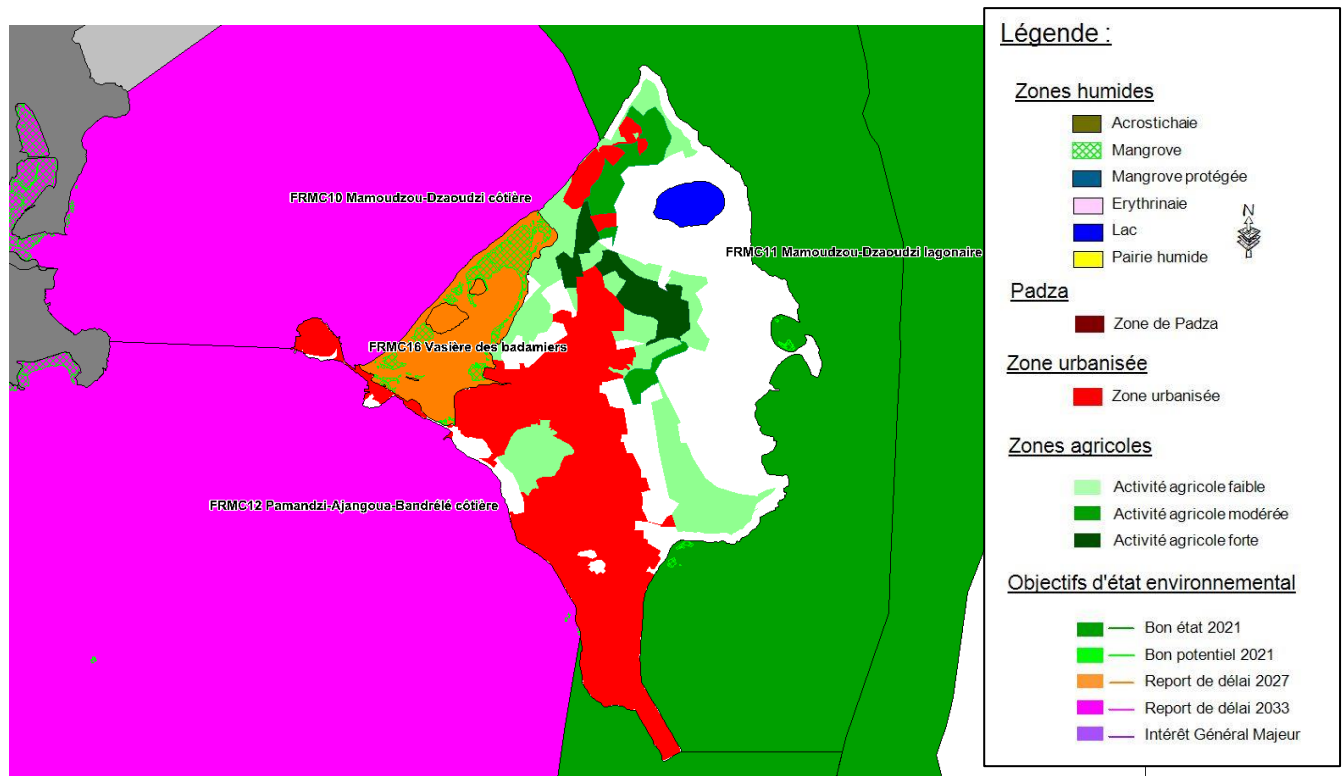 FRMC10 Mamoudzou-Dzaoudzi côtière
FRMC11 Mamoudzou-Dzaoudzi lagonaire
FRMC16 Vasière des badamiers
FRMC12 Pamandzi-Ajangoua-Bandrélé côtière
Légende :
Zones humides
Acrostichaie
Mangrove
Mangrove protégée
Erythrinaie
Lac
Pairie humide
N
Padza
Zone de Padza
Zone urbanisée
Zone urbanisée
Zones agricoles
Activité agricole faible
Activité agricole modérée
Activité agricole forte
Objectifs d'état environnemental
Bon état 2021
Bon potentiel 2021
Report de délai 2027
Report de délai 2033
Intérêt Général Majeur